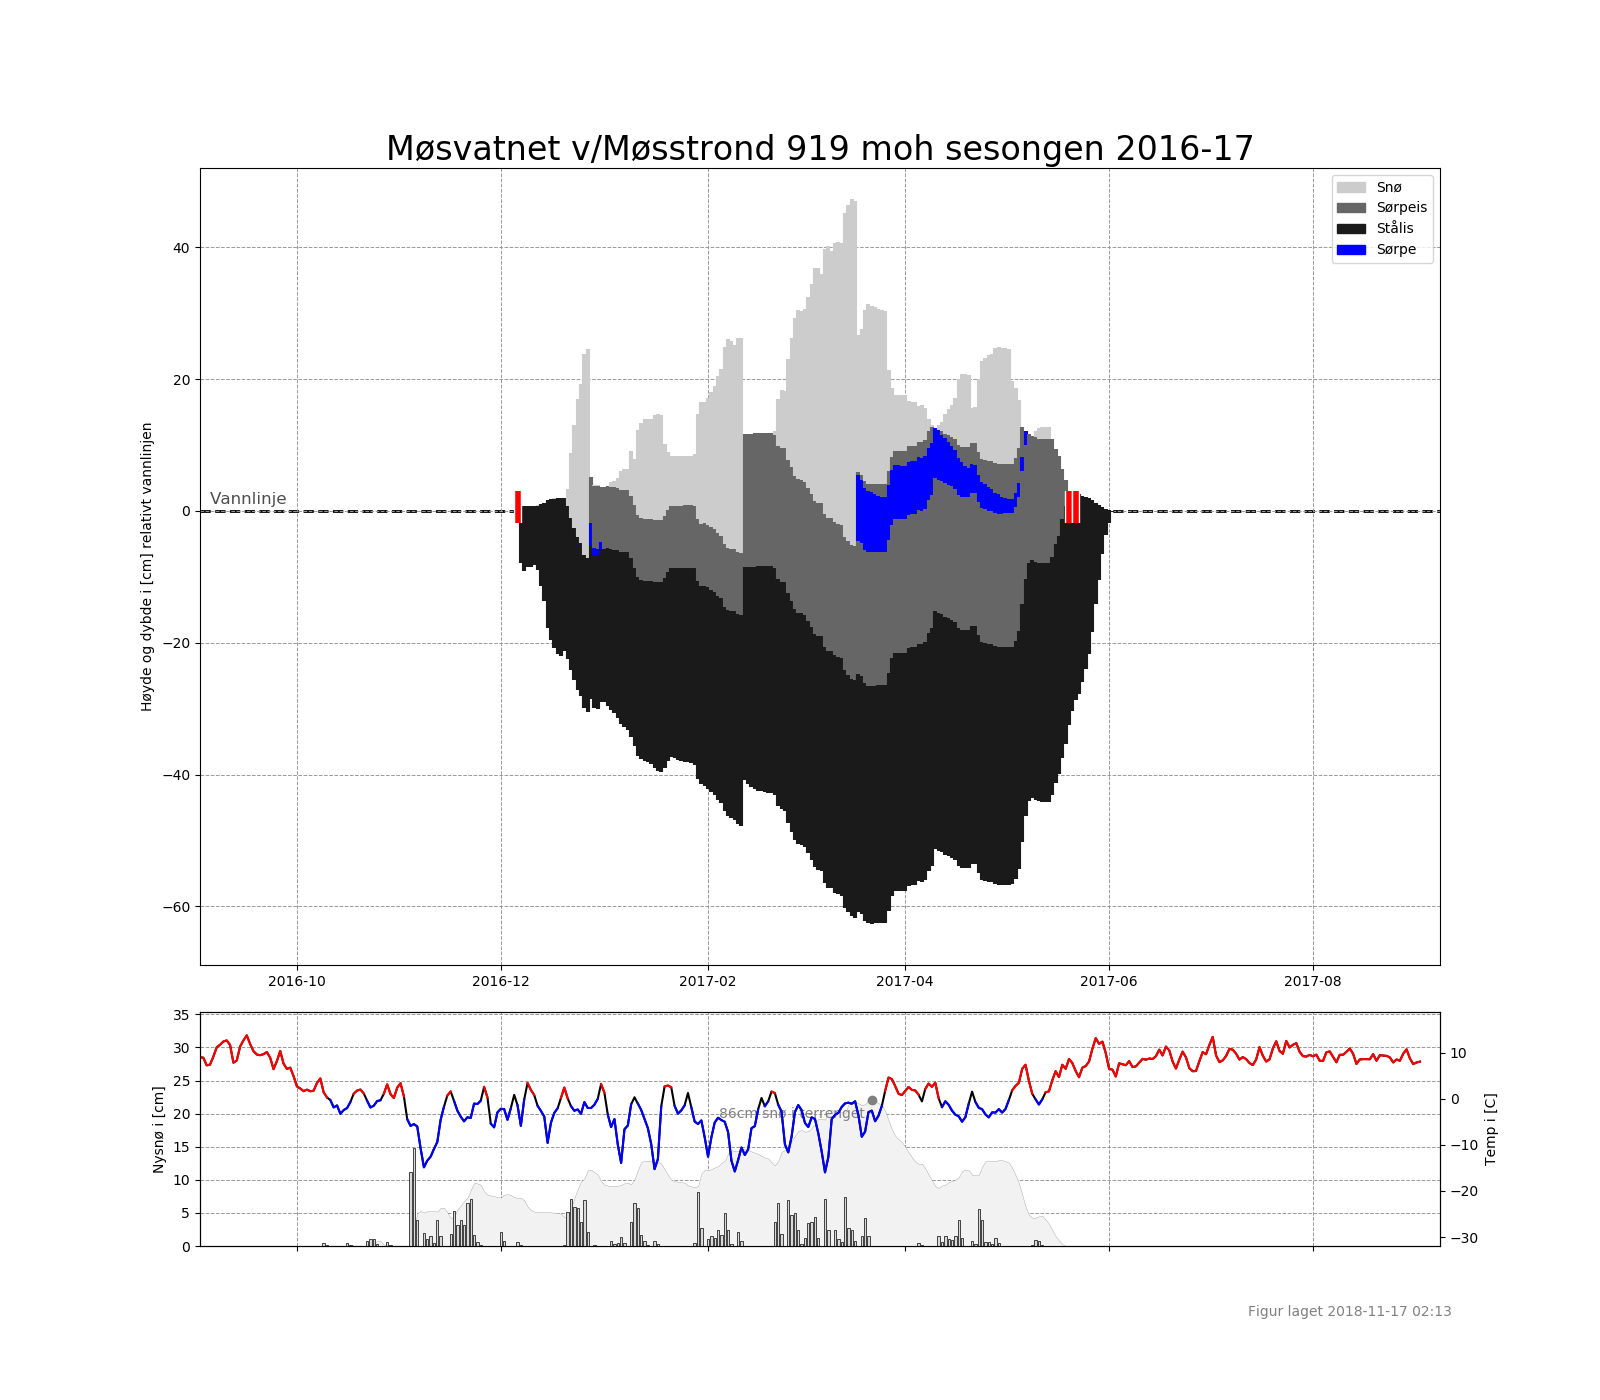 Møsvatnet v/Møsstrond 919 moh sesongen 2016-17
Snø
Sørpeis
Stålis
Sørpe
Høyde og dybde i [cm] relativt vannlinjen
40
20
0
−20
−40
−60
Vannlinje
2016-10
2016-12
2017-02
2017-04
2017-06
2017-08
Nysnø i [cm]
35
30
25
20
15
10
5
0
86cm snø i terrenget
10
0
−10
−20
−30
Temp i [C]
Figur laget 2018-11-17 02:13